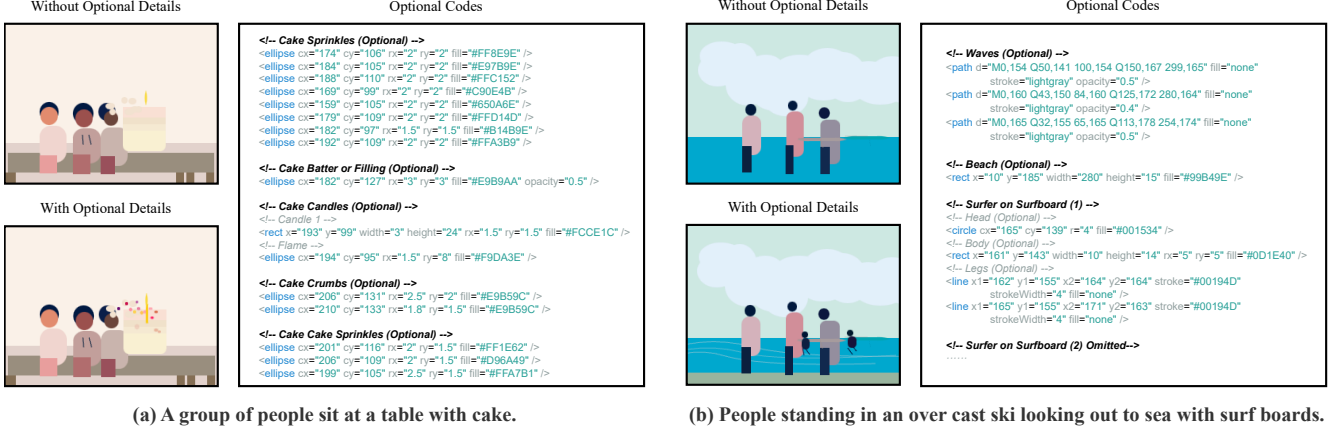 Without Optional Details
Optional Codes
<!-- Cake Sprinkles (Optional) -->
<ellipse cx="174" cy="106" rx="2" ry="2" fill="#FF8E9E" />
<ellipse cx="184" cy="105" rx="2" ry="2" fill="#E97B9E" />
<ellipse cx="188" cy="110" rx="2" ry="2" fill="#FFC152" />
<ellipse cx="169" cy="99" rx="2" ry="2" fill="#C90E4B" />
<ellipse cx="159" cy="105" rx="2" ry="2" fill="#650A6E" />
<ellipse cx="179" cy="109" rx="2" ry="2" fill="#FFD14D" />
<ellipse cx="182" cy="97" rx="1.5" ry="1.5" fill="#B14B9E" />
<ellipse cx="192" cy="109" rx="2" ry="2" fill="#FFA3B9" />
<!-- Cake Batter or Filling (Optional) -->
<ellipse cx="182" cy="127" rx="3" ry="3" fill="#E9B9AA" opacity="0.5" />
With Optional Details
<!-- Cake Candles (Optional) -->
<!-- Candle 1 -->
<rect x="193" y="99" width="3" height="24" rx="1.5" ry="1.5" fill="#FCCE1C" />
<!-- Flame -->
<ellipse cx="194" cy="95" rx="1.5" ry="8" fill="#F9DA3E" />
<!-- Cake Crumbs (Optional) -->
<ellipse cx="206" cy="131" rx="2.5" ry="2" fill="#E9B59C" />
<ellipse cx="210" cy="133" rx="1.8" ry="1.5" fill="#E9B59C" />
<!-- Cake Cake Sprinkles (Optional) -->
<ellipse cx="201" cy="116" rx="2" ry="1.5" fill="#FF1E62" />
<ellipse cx="206" cy="109" rx="2" ry="1.5" fill="#D96A49" />
<ellipse cx="199" cy="105" rx="2.5" ry="1.5" fill="#FFA7B1" />
(a) A group of people sit at a table with cake.
Without Optional Details
Optional Codes
<!-- Waves (Optional) -->
<path d="M0,154 Q50,141 100,154 Q150,167 299,165" fill="none"
stroke="lightgray" opacity="0.5" />
<path d="M0,160 Q43,150 84,160 Q125,172 280,164" fill="none"
stroke="lightgray" opacity="0.4" />
<path d="M0,165 Q32,155 65,165 Q113,178 254,174" fill="none"
stroke="lightgray" opacity="0.5" />
<!-- Beach (Optional) -->
<rect x="10" y="185" width="280" height="15" fill="#99B49E" />
With Optional Details
<!-- Surfer on Surfboard (1) -->
<!-- Head (Optional) -->
<circle cx="165" cy="139" r="4" fill="#001534" />
<!-- Body (Optional) -->
<rect x="161" y="143" width="10" height="14" rx="5" ry="5" fill="#0D1E40" />
<!-- Legs (Optional) -->
<line x1="162" y1="155" x2="164" y2="164" stroke="#00194D"
strokeWidth="4" fill="none" />
<line x1="165" y1="155" x2="171" y2="163" stroke="#00194D"
strokeWidth="4" fill="none" />
<!-- Surfer on Surfboard (2) Omitted-->
......
(b) People standing in an over cast ski looking out to sea with surf boards.